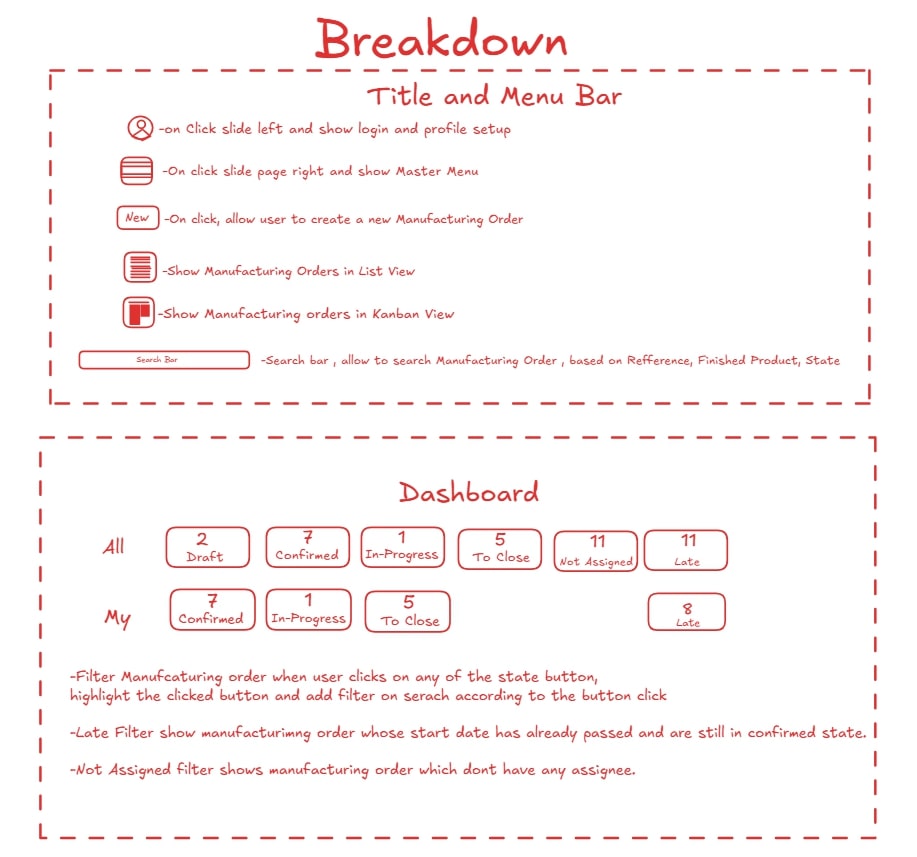 Breakdown
Title and Menu Bar
-on Click slide left and show login and profile setup
-On click slide page right and show Master Menu
New -On click, allow user to create a new Manufacturing Order
-Show Manufacturing Orders in List View
-Show Manufacturing orders in Kanban View
Search Bar -Search bar , allow to search Manufacturing Order , based on Refference, Finished Product, State
Dashboard
All
2
Draft
7
Confirmed
1
In-Progress
5
To Close
11
Not Assigned
11
Late
My
7
Confirmed
1
In-Progress
5
To Close
8
Late
-Filter Manufcaturing order when user clicks on any of the state button,
highlight the clicked button and add filter on serach according to the button click
-Late Filter show manufacturimng order whose start date has already passed and are still in confirmed state.
-Not Assigned filter shows manufacturing order which dont have any assignee.